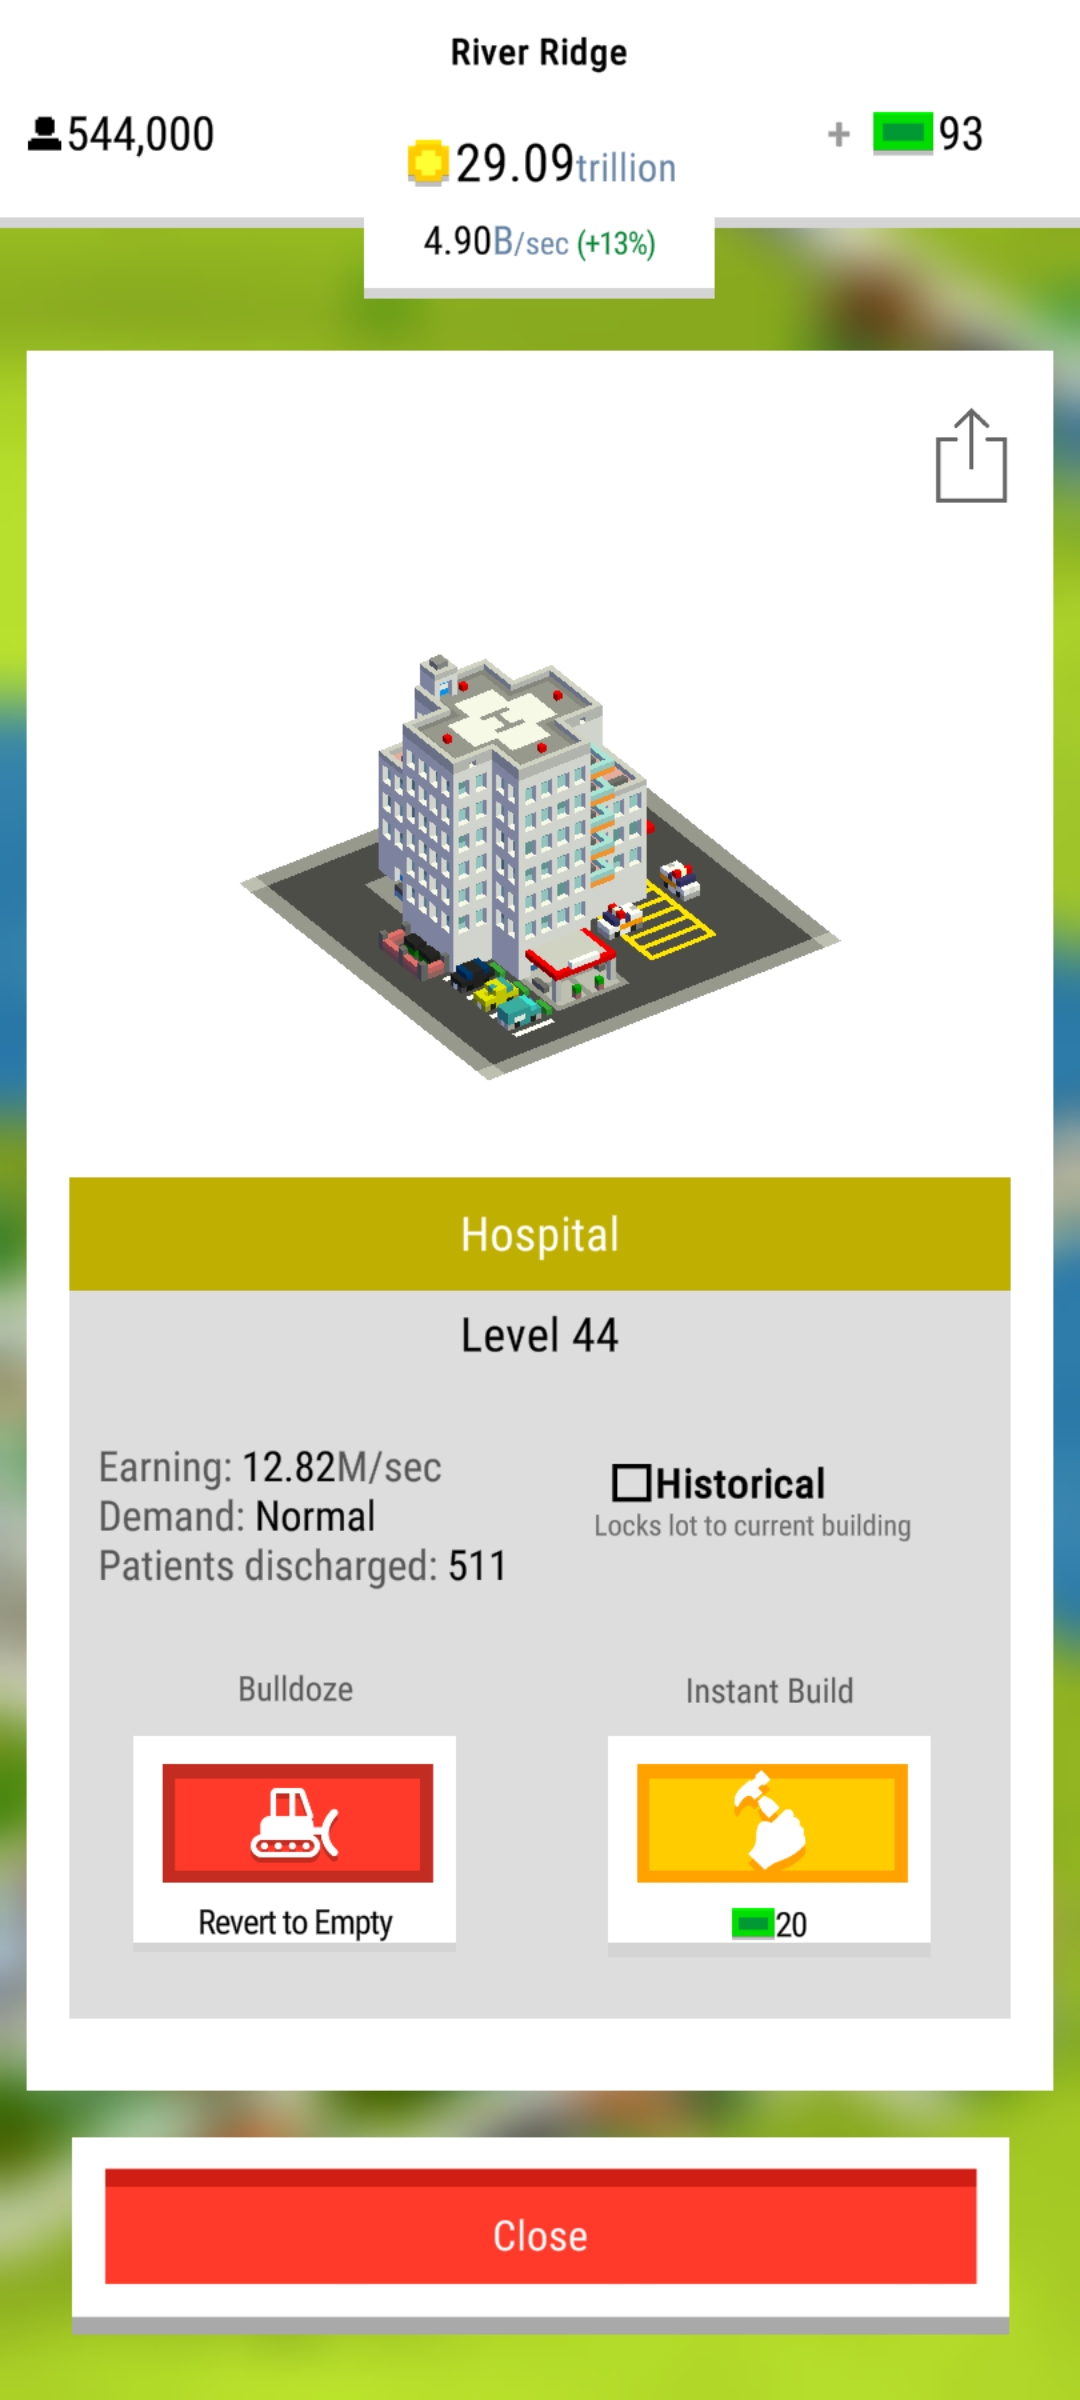 River Ridge
544,000
29.09trillion
+ 93
4.90B/sec (+13%)
H
Hospital
Level 44
Earning: 12.82M/sec
Demand: Normal
Patients discharged: 511
Historical
Locks lot to current building
Bulldoze
Instant Build
Revert to Empty
20
Close